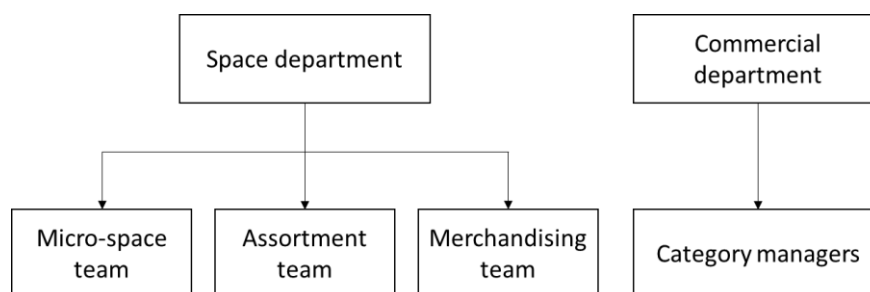 Space department
Commercial
department
Micro-space
team
Assortment
team
Merchandising
team
Category managers